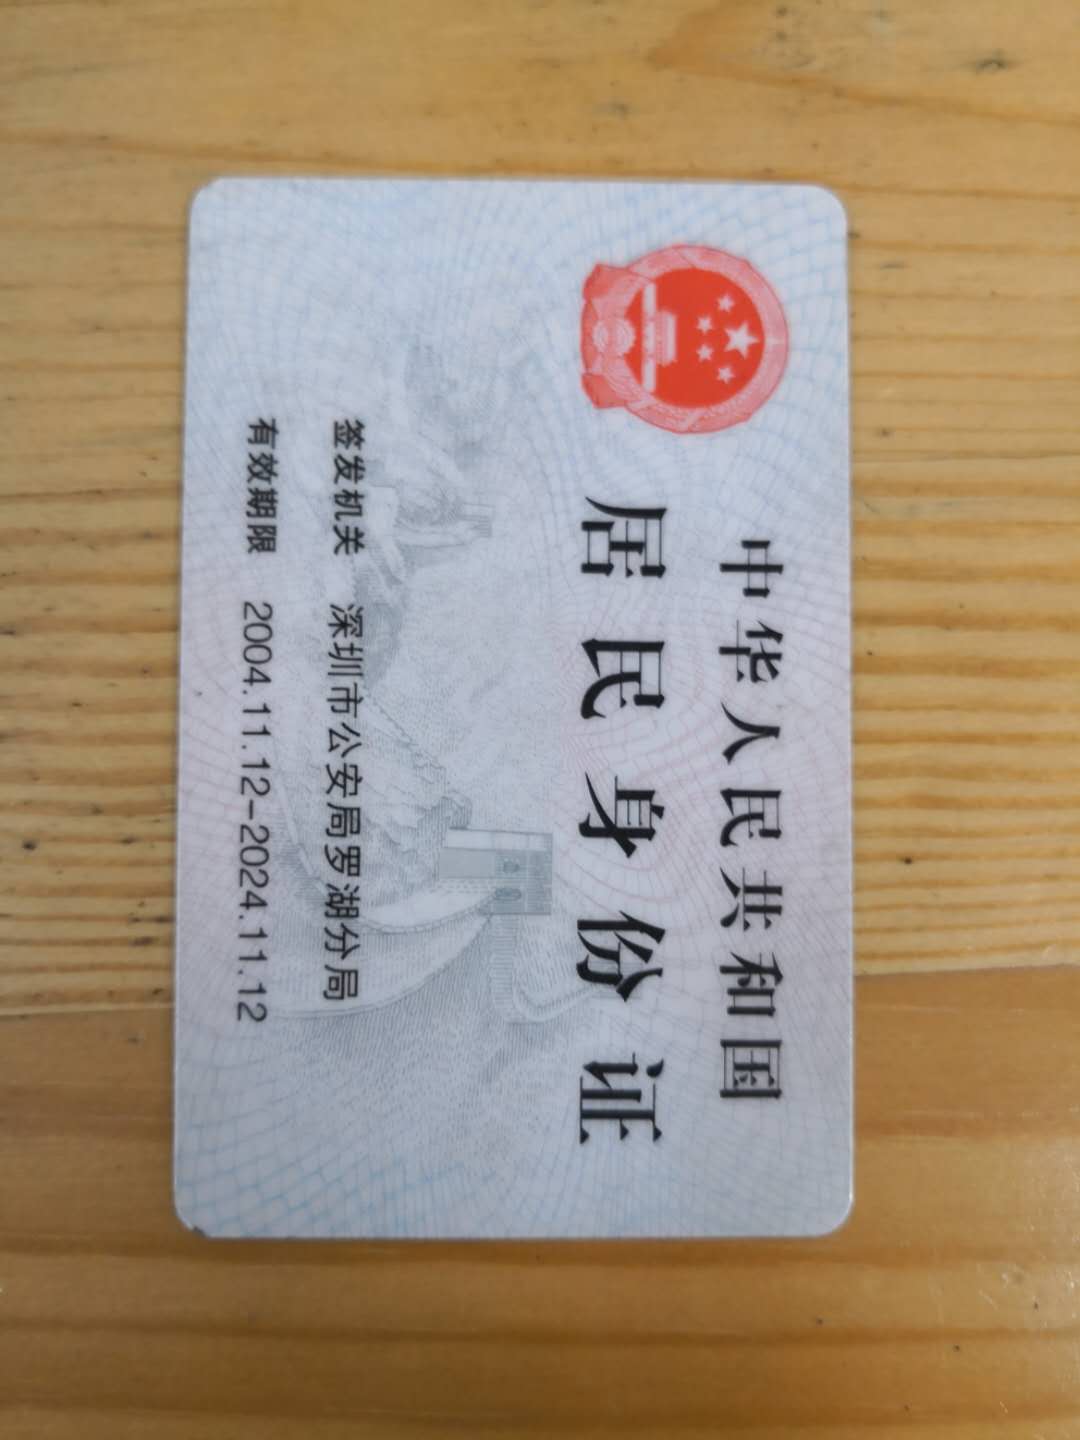 中华人民共和国
居民身份证
签发机关 深圳市公安局罗湖分局
有效期限 2004.11.12-2024.11.12